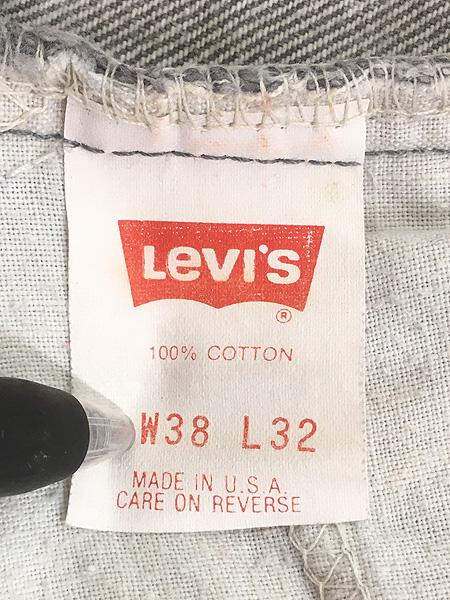 Levi's
®
100% COTTON
W38 L32
MADE IN U.S.A.
CARE ON REVERSE